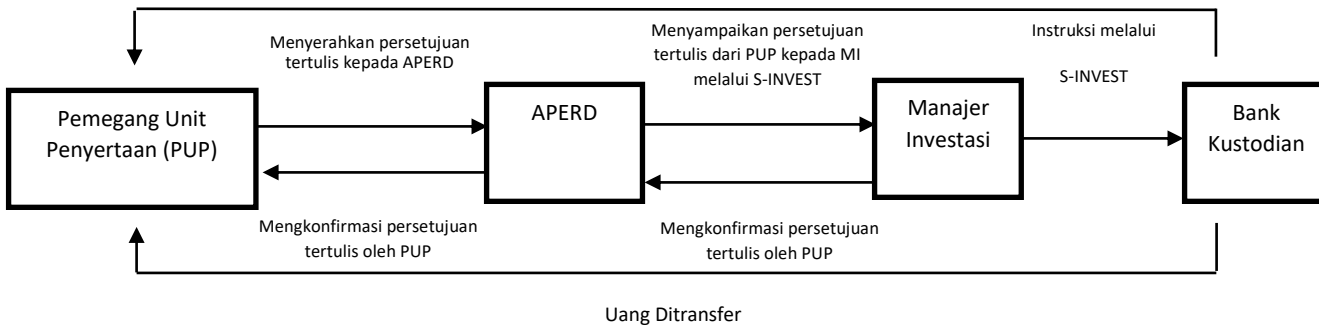 Menyerahkan persetujuan
tertulis kepada APERD
Menyampaikan persetujuan
tertulis dari PUP kepada MI
melalui S-INVEST
Instruksi melalui
S-INVEST
Pemegang Unit
Penyertaan (PUP)
APERD
Manajer
Investasi
Bank
Kustodian
Mengkonfirmasi persetujuan
tertulis oleh PUP
Mengkonfirmasi persetujuan
tertulis oleh PUP
Uang Ditransfer